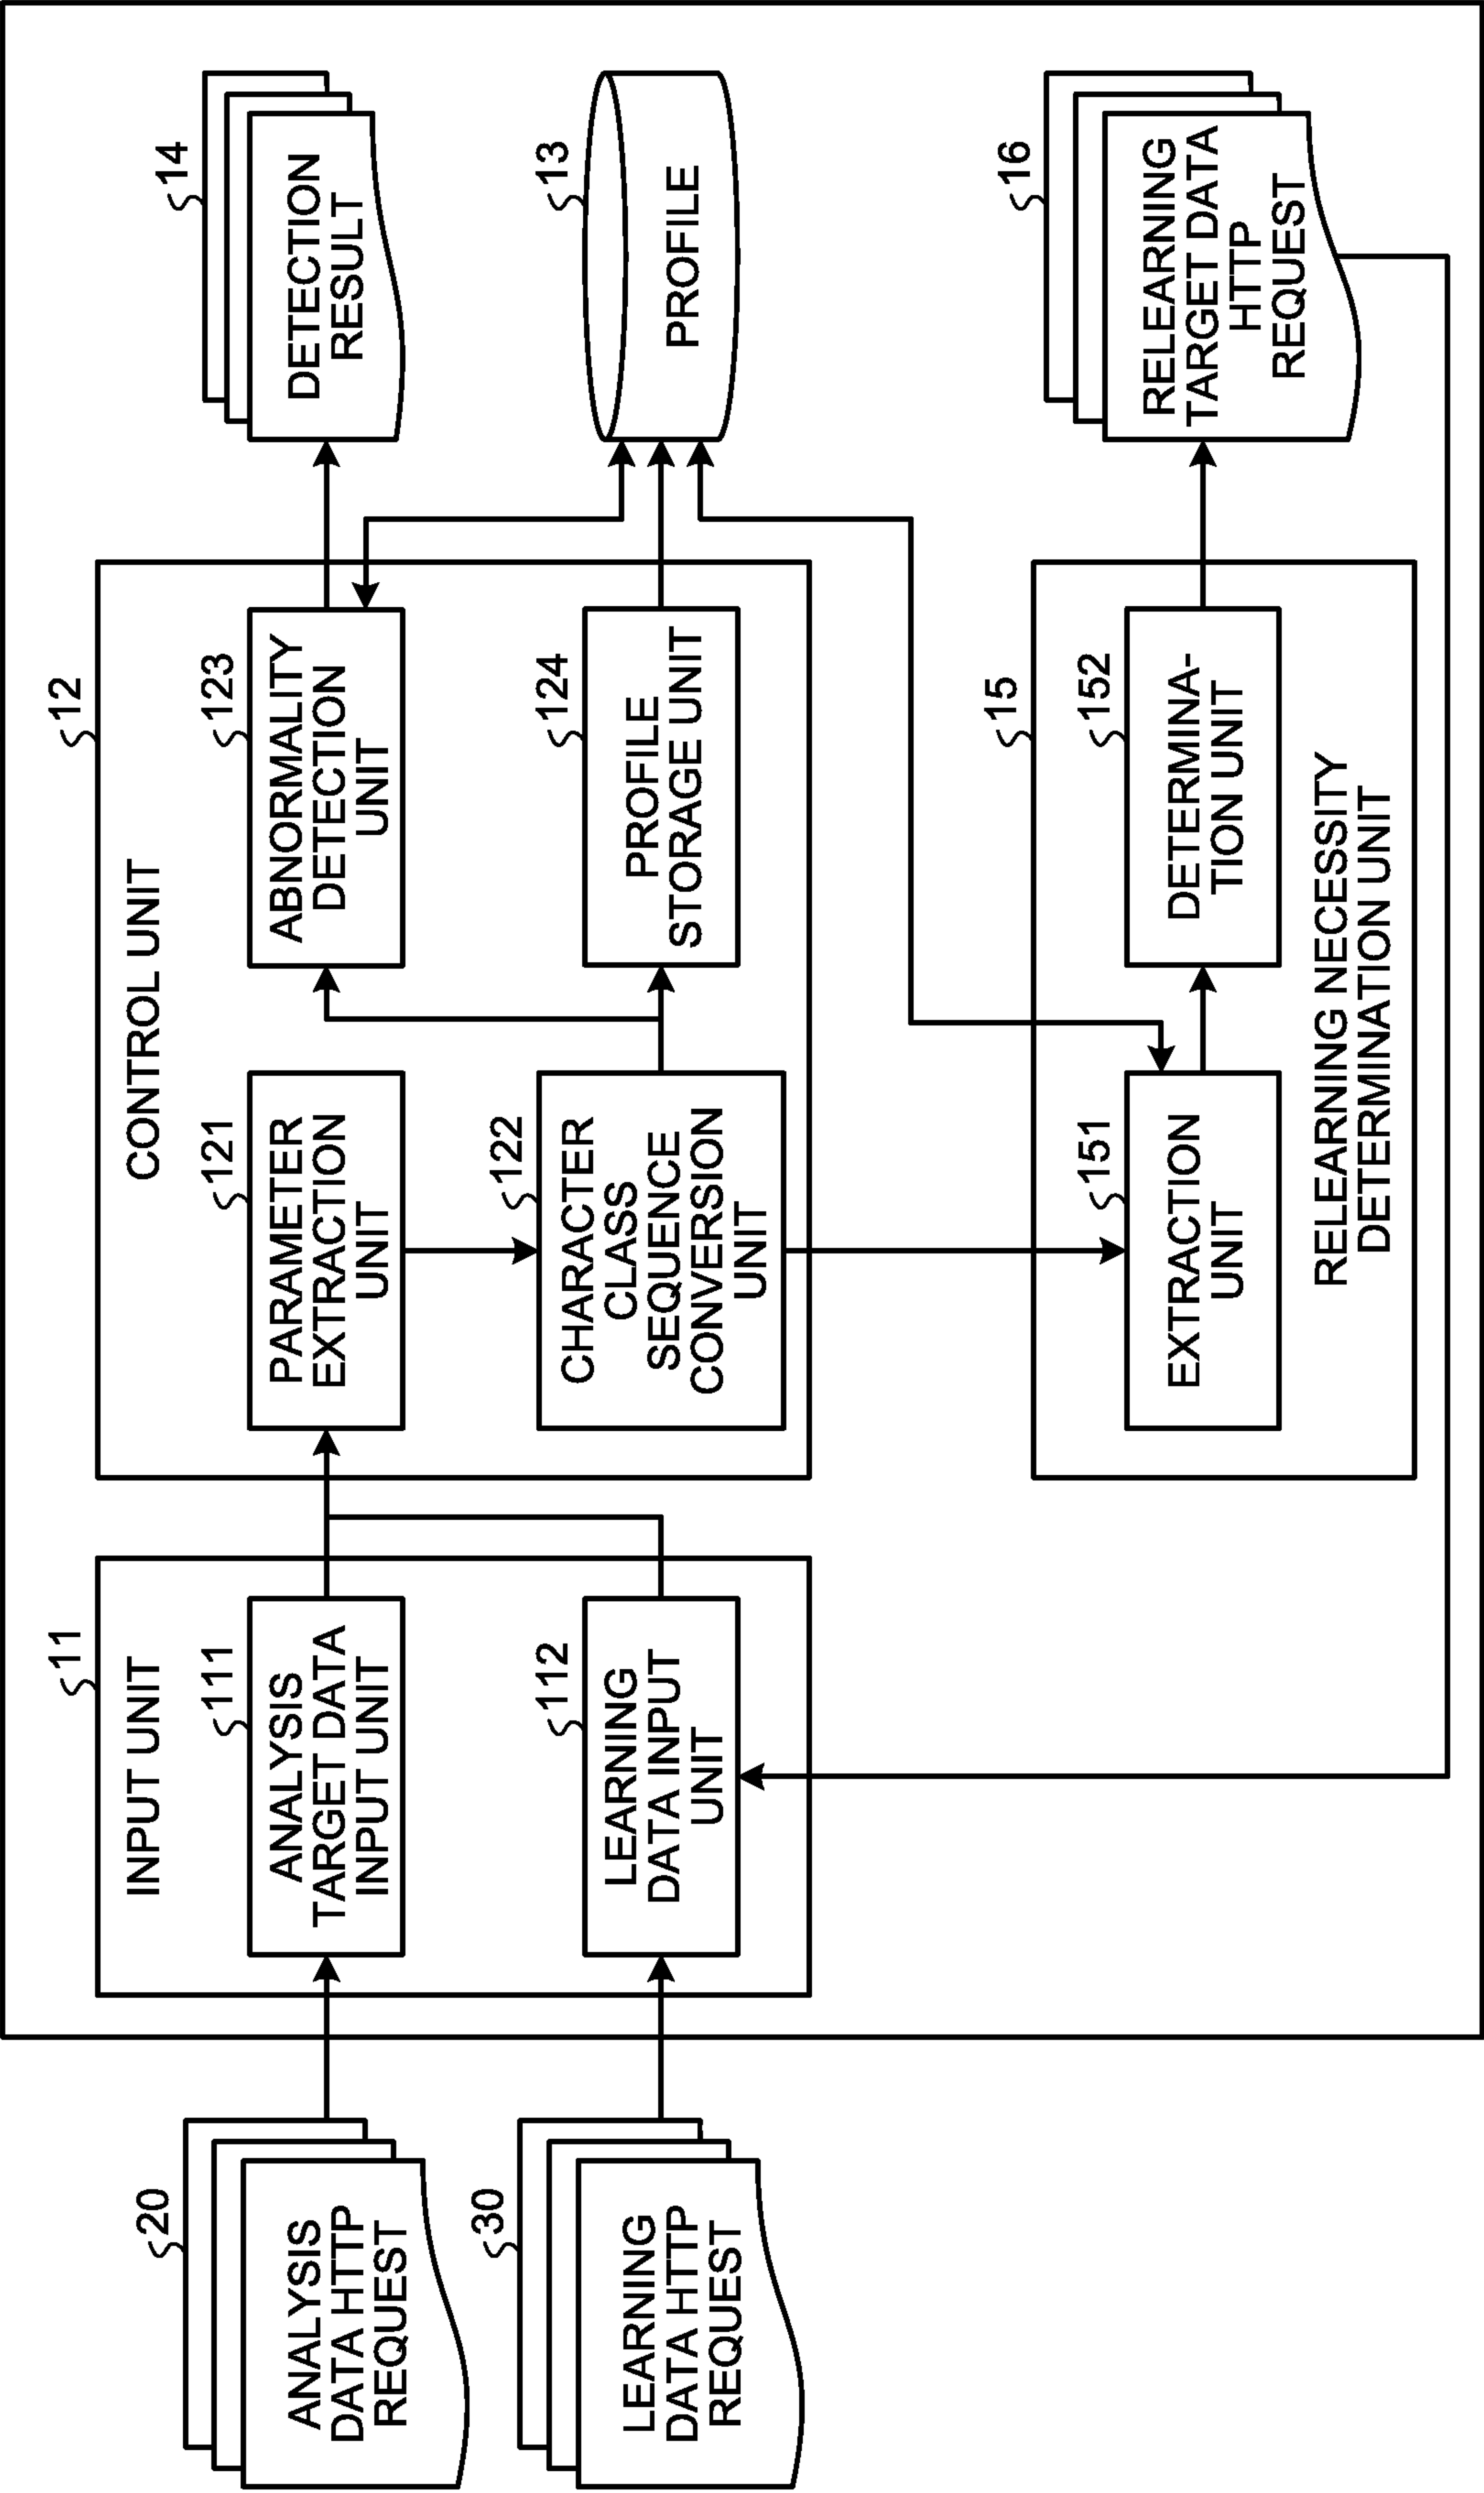 11
INPUT UNIT
20
ANALYSIS
DATA HTTP
REQUEST
111
ANALYSIS
TARGET DATA
INPUT UNIT
30
LEARNING
DATA HTTP
REQUEST
112
LEARNING
DATA INPUT
UNIT
12
CONTROL UNIT
121
PARAMETER
EXTRACTION
UNIT
123
ABNORMALITY
DETECTION
UNIT
122
CHARACTER
CLASS
SEQUENCE
CONVERSION
UNIT
124
PROFILE
STORAGE UNIT
14
DETECTION
RESULT
13
PROFILE
15
151
EXTRACTION
UNIT
152
DETERMINA-
TION UNIT
RELEARNING NECESSITY
DETERMINATION UNIT
16
RELEARNING
TARGET DATA
HTTP
REQUEST